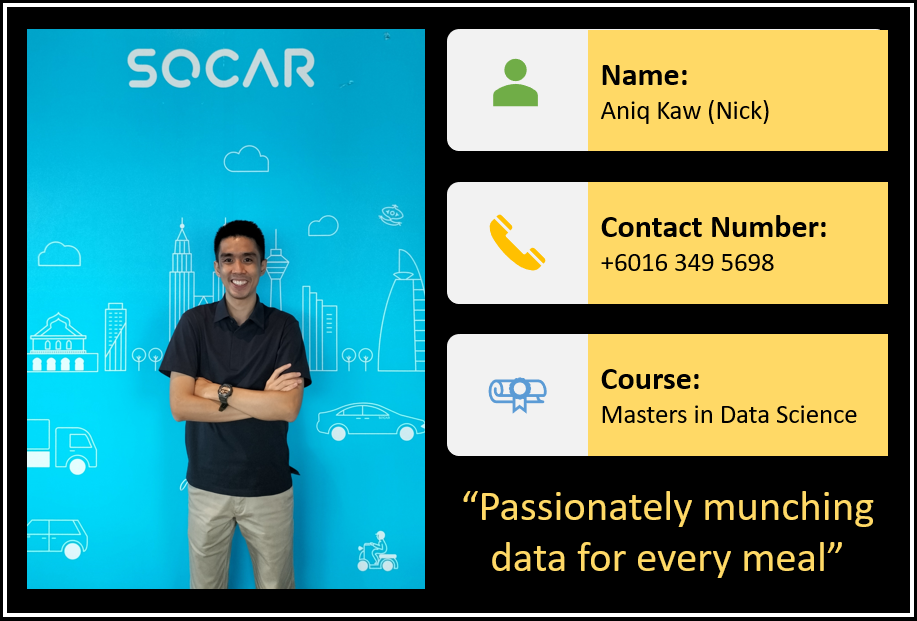 SOCAR
Name:
Aniq Kaw (Nick)
Contact Number:
+6016 349 5698
Course:
Masters in Data Science
“Passionately munching
data for every meal”